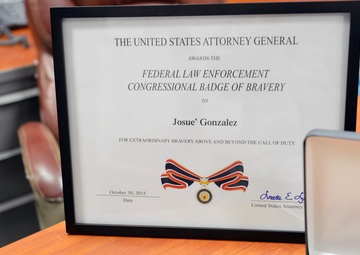 THE UNITED STATES ATTORNEY GENERAL
AWARDS THE
FEDERAL LAW ENFORCEMENT
CONGRESSIONAL BADGE OF BRAVERY
TO
Josue' Gonzalez
FOR EXTRAORDINARY BRAVERY ABOVE AND BEYOND THE CALL OF DUTY
October 30, 2015
Date
United States Attorney